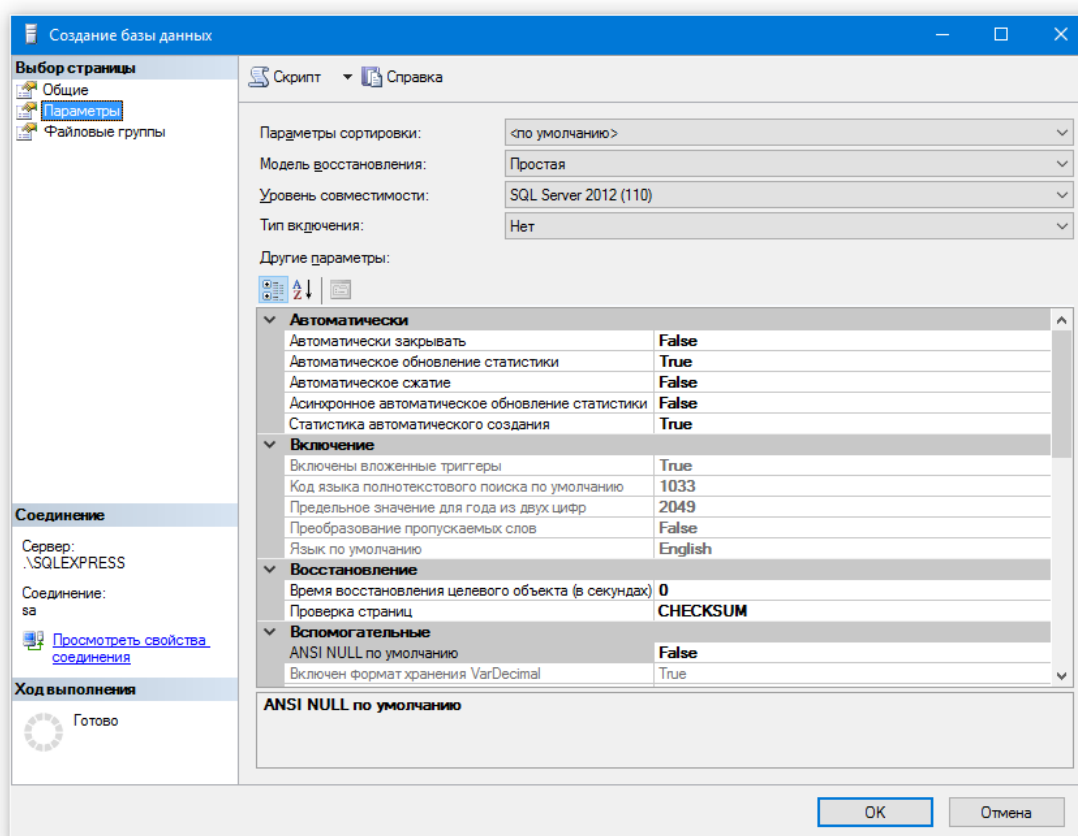 Создание базы данных
Выбор страницы
Общие
Параметры
Файловые группы
Скрипт
Справка
Параметры сортировки: <по умолчанию>
Модель восстановления: Простая
Уровень совместимости: SQL Server 2012 (110)
Тип включения: Нет
Другие параметры:
Автоматически
Автоматически закрывать False
Автоматическое обновление статистики True
Автоматическое сжатие False
Асинхронное автоматическое обновление статистики False
Статистика автоматического создания True
Включение
Включены вложенные триггеры True
Код языка полнотекстового поиска по умолчанию 1033
Предельное значение для года из двух цифр 2049
Преобразование пропускаемых слов False
Язык по умолчанию English
Восстановление
Время восстановления целевого объекта (в секундах) 0
Проверка страниц CHECKSUM
Вспомогательные
ANSI NULL по умолчанию False
Включен формат хранения VarDecimal True
ANSI NULL по умолчанию
Соединение
Сервер:
.\SQLEXPRESS
Соединение:
sa
Просмотреть свойства
соединения
Ход выполнения
Готово
OK
Отмена